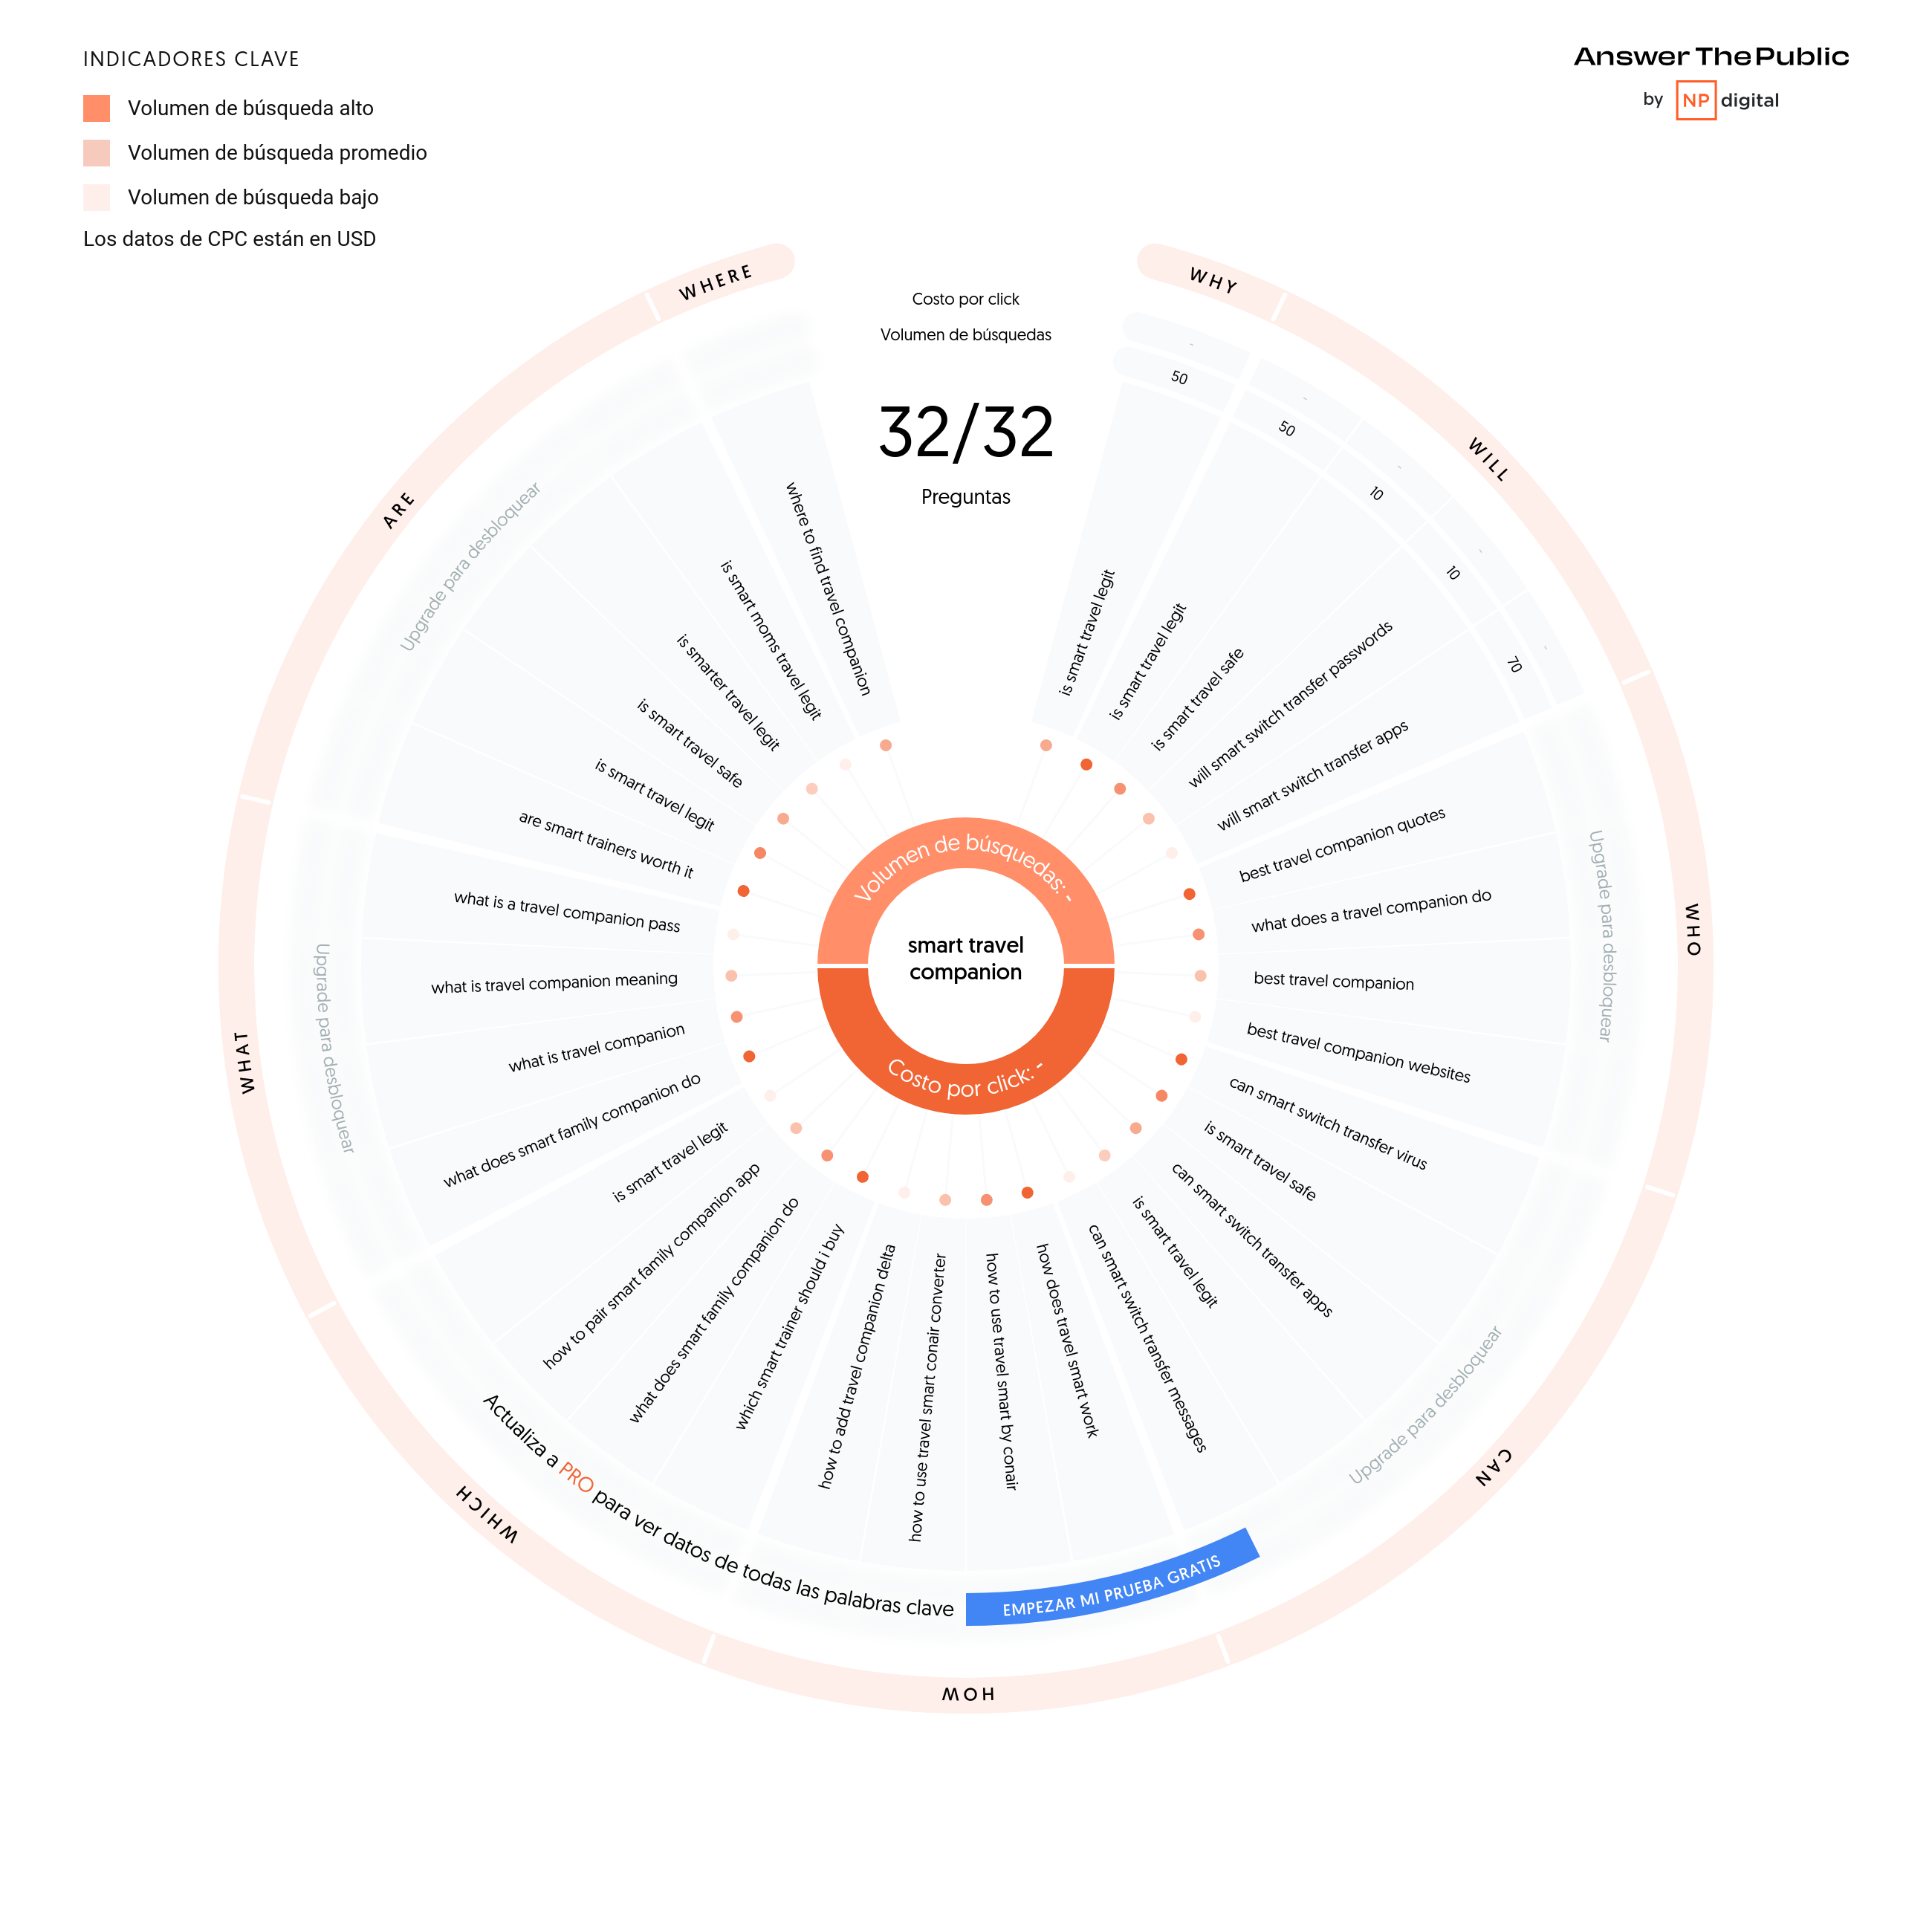 INDICADORES CLAVE
Volumen de búsqueda alto
Volumen de búsqueda promedio
Volumen de búsqueda bajo
Los datos de CPC están en USD
Answer The Public
by NP digital
Costo por click
Volumen de búsquedas
32/32
Preguntas
smart travel
companion
Volumen de búsquedas: -
Costo por click: -
WHY
is smart travel legit
50
-
WILL
is smart travel legit
50
-
is smart travel safe
10
-
will smart switch transfer passwords
10
-
will smart switch transfer apps
70
-
WHO
best travel companion quotes
what does a travel companion do
best travel companion
best travel companion websites
Upgrade para desbloquear
CAN
can smart switch transfer virus
is smart travel safe
can smart switch transfer apps
is smart travel legit
can smart switch transfer messages
Upgrade para desbloquear
HOW
how does travel smart work
how to use travel smart by conair
how to use travel smart conair converter
how to add travel companion delta
WHICH
which smart trainer should i buy
what does smart family companion do
how to pair smart family companion app
is smart travel legit
Actualiza a PRO para ver datos de todas las palabras clave
EMPEZAR MI PRUEBA GRATIS
WHAT
what does smart family companion do
what is travel companion
what is travel companion meaning
what is a travel companion pass
Upgrade para desbloquear
ARE
are smart trainers worth it
is smart travel legit
is smart travel safe
is smarter travel legit
is smart moms travel legit
Upgrade para desbloquear
WHERE
where to find travel companion